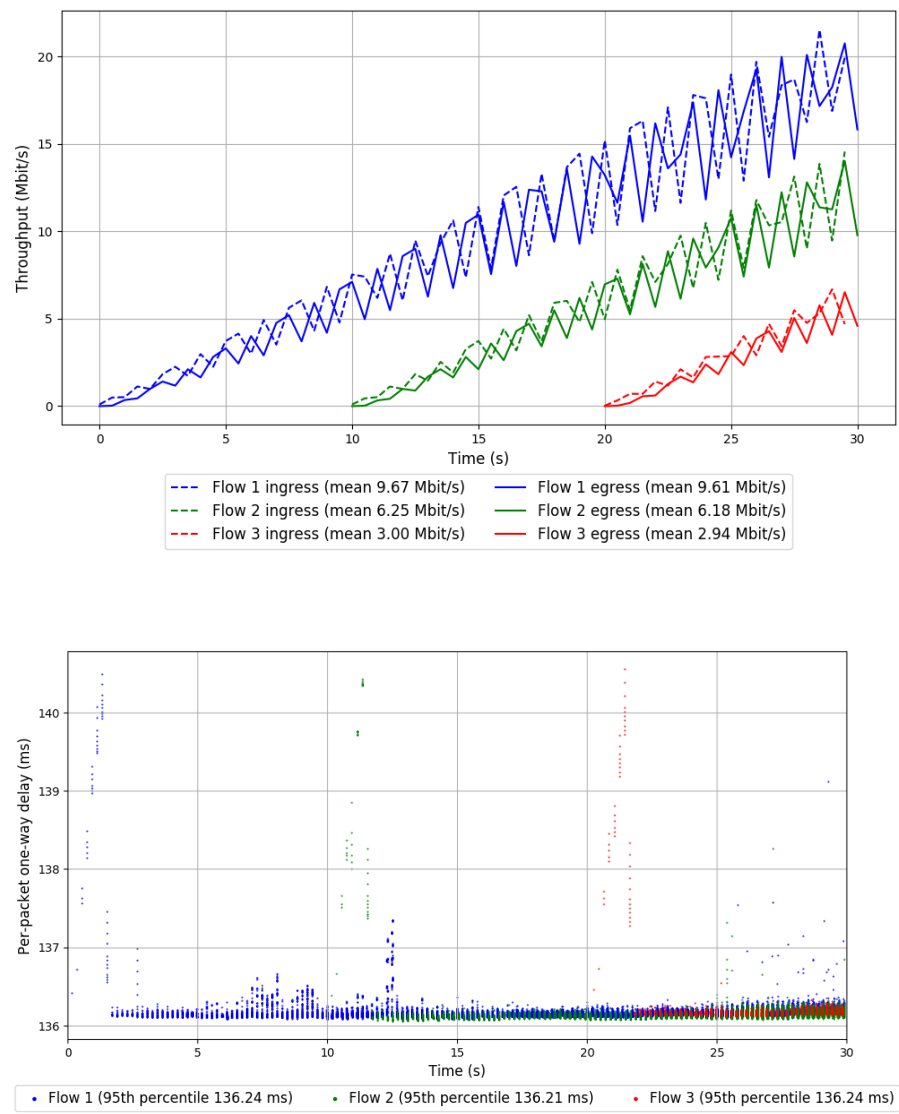 20
15
10
5
0
Throughput (Mbit/s)
0 5 10 15 20 25 30
Time (s)
Flow 1 ingress (mean 9.67 Mbit/s) Flow 1 egress (mean 9.61 Mbit/s)
Flow 2 ingress (mean 6.25 Mbit/s) Flow 2 egress (mean 6.18 Mbit/s)
Flow 3 ingress (mean 3.00 Mbit/s) Flow 3 egress (mean 2.94 Mbit/s)
140
139
138
137
136
Per-packet one-way delay (ms)
0 5 10 15 20 25 30
Time (s)
Flow 1 (95th percentile 136.24 ms) Flow 2 (95th percentile 136.21 ms) Flow 3 (95th percentile 136.24 ms)